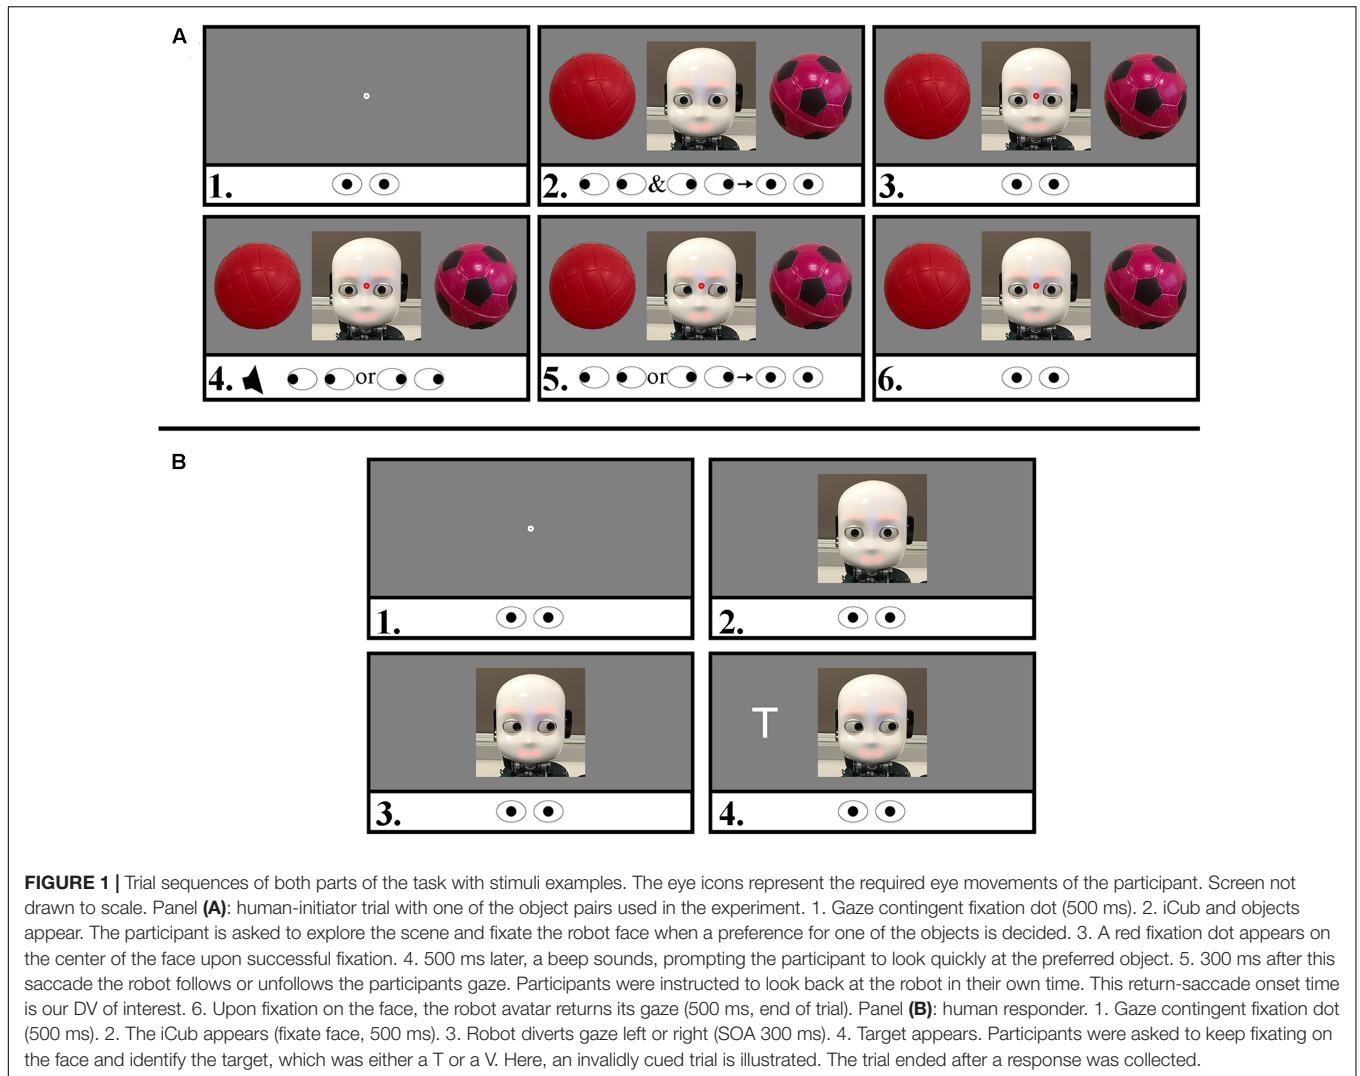 A
1.
2. &
3.
4. or
5. or
6.
B
1.
2.
3.
T
4.
FIGURE 1 | Trial sequences of both parts of the task with stimuli examples. The eye icons represent the required eye movements of the participant. Screen not
drawn to scale. Panel (A): human-initiator trial with one of the object pairs used in the experiment. 1. Gaze contingent fixation dot (500 ms). 2. iCub and objects
appear. The participant is asked to explore the scene and fixate the robot face when a preference for one of the objects is decided. 3. A red fixation dot appears on
the center of the face upon successful fixation. 4. 500 ms later, a beep sounds, prompting the participant to look quickly at the preferred object. 5. 300 ms after this
saccade the robot follows or unfollows the participants gaze. Participants were instructed to look back at the robot in their own time. This return-saccade onset time
is our DV of interest. 6. Upon fixation on the face, the robot avatar returns its gaze (500 ms, end of trial). Panel (B): human responder. 1. Gaze contingent fixation dot
(500 ms). 2. The iCub appears (fixate face, 500 ms). 3. Robot diverts gaze left or right (SOA 300 ms). 4. Target appears. Participants were asked to keep fixating on
the face and identify the target, which was either a T or a V. Here, an invalidly cued trial is illustrated. The trial ended after a response was collected.